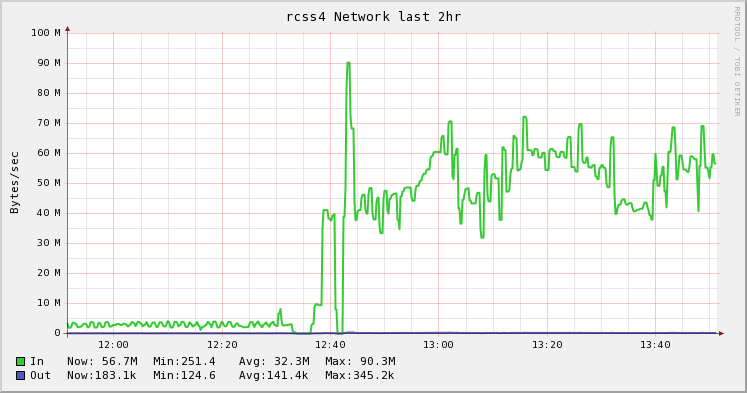 rcss4 Network last 2hr
RRDTOOL / TOBI OETIKER
Bytes/sec
100 M
90 M
80 M
70 M
60 M
50 M
40 M
30 M
20 M
10 M
0
12:00 12:20 12:40 13:00 13:20 13:40
In Now: 56.7M Min:251.4 Avg: 32.3M Max: 90.3M
Out Now:183.1k Min:124.6 Avg:141.4k Max:345.2k